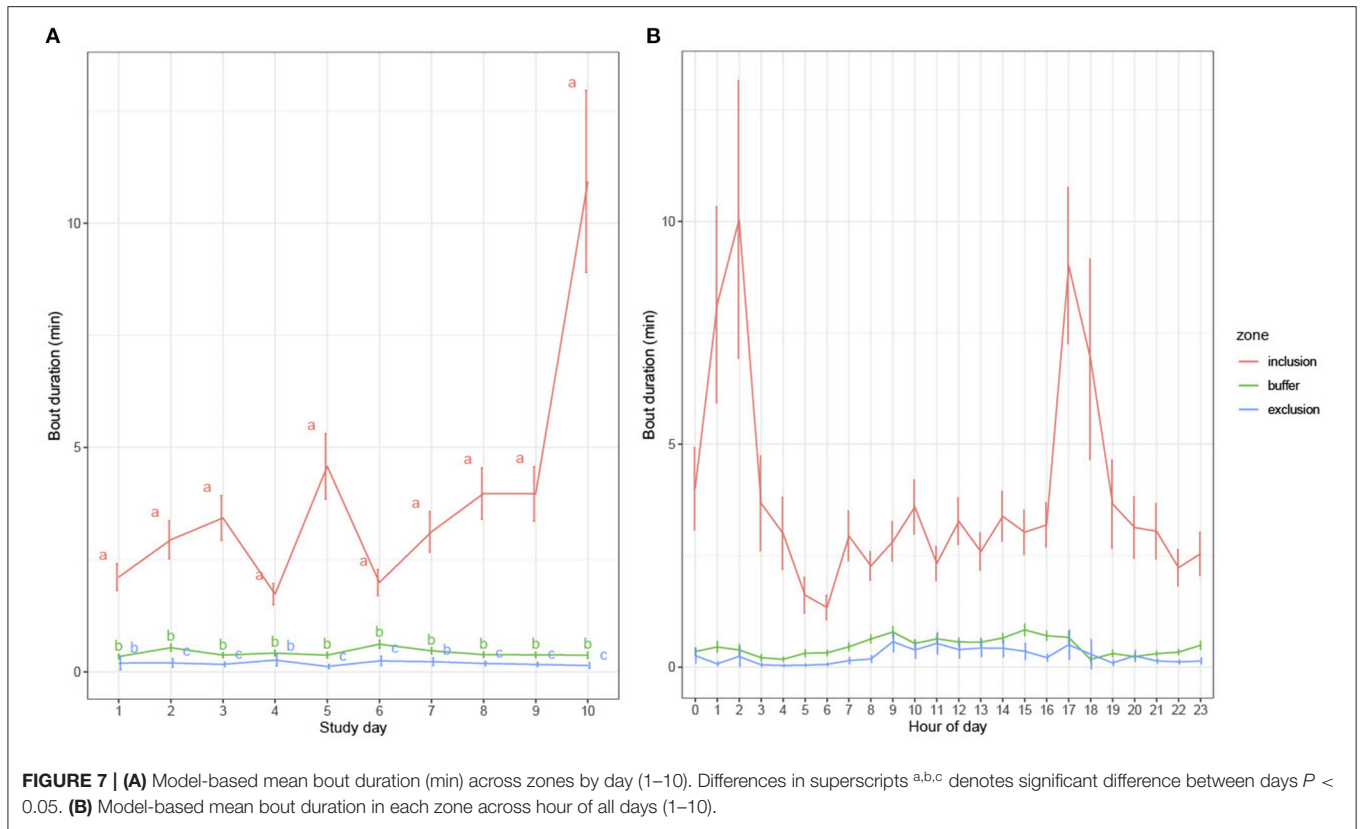 A
Bout duration (min)
10
5
0
a
a
a
a
a
a
a
a
a
a
b
b
b
b
b
b
b
b
b
b
b
c
c
b
c
c
b
c
c
c
1 2 3 4 5 6 7 8 9 10
Study day
B
Bout duration (min)
10
5
0
0 1 2 3 4 5 6 7 8 9 10 11 12 13 14 15 16 17 18 19 20 21 22 23
Hour of day
zone
inclusion
buffer
exclusion
FIGURE 7 | (A) Model-based mean bout duration (min) across zones by day (1–10). Differences in superscripts a,b,c denotes significant difference between days P <
0.05. (B) Model-based mean bout duration in each zone across hour of all days (1–10).